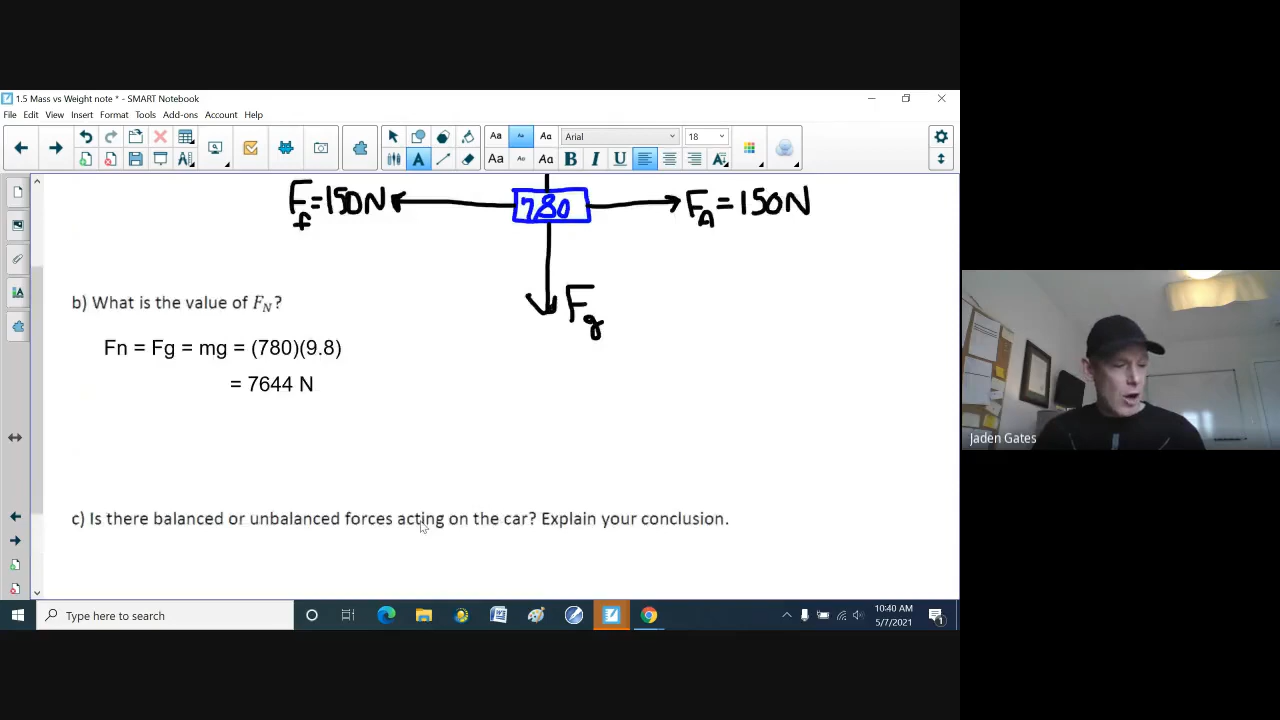 1.5 Mass vs Weight note * - SMART Notebook
File Edit View Insert Format Tools Add-ons Account Help
Aa Aa Aa Arial 18
Aa Aa Aa B I U A
Ff=150N 780 FA=150N
Fg
b) What is the value of FN?
Fn = Fg = mg = (780)(9.8)
= 7644 N
c) Is there balanced or unbalanced forces acting on the car? Explain your conclusion.
Jaden Gates
Type here to search
10:40 AM
5/7/2021
1